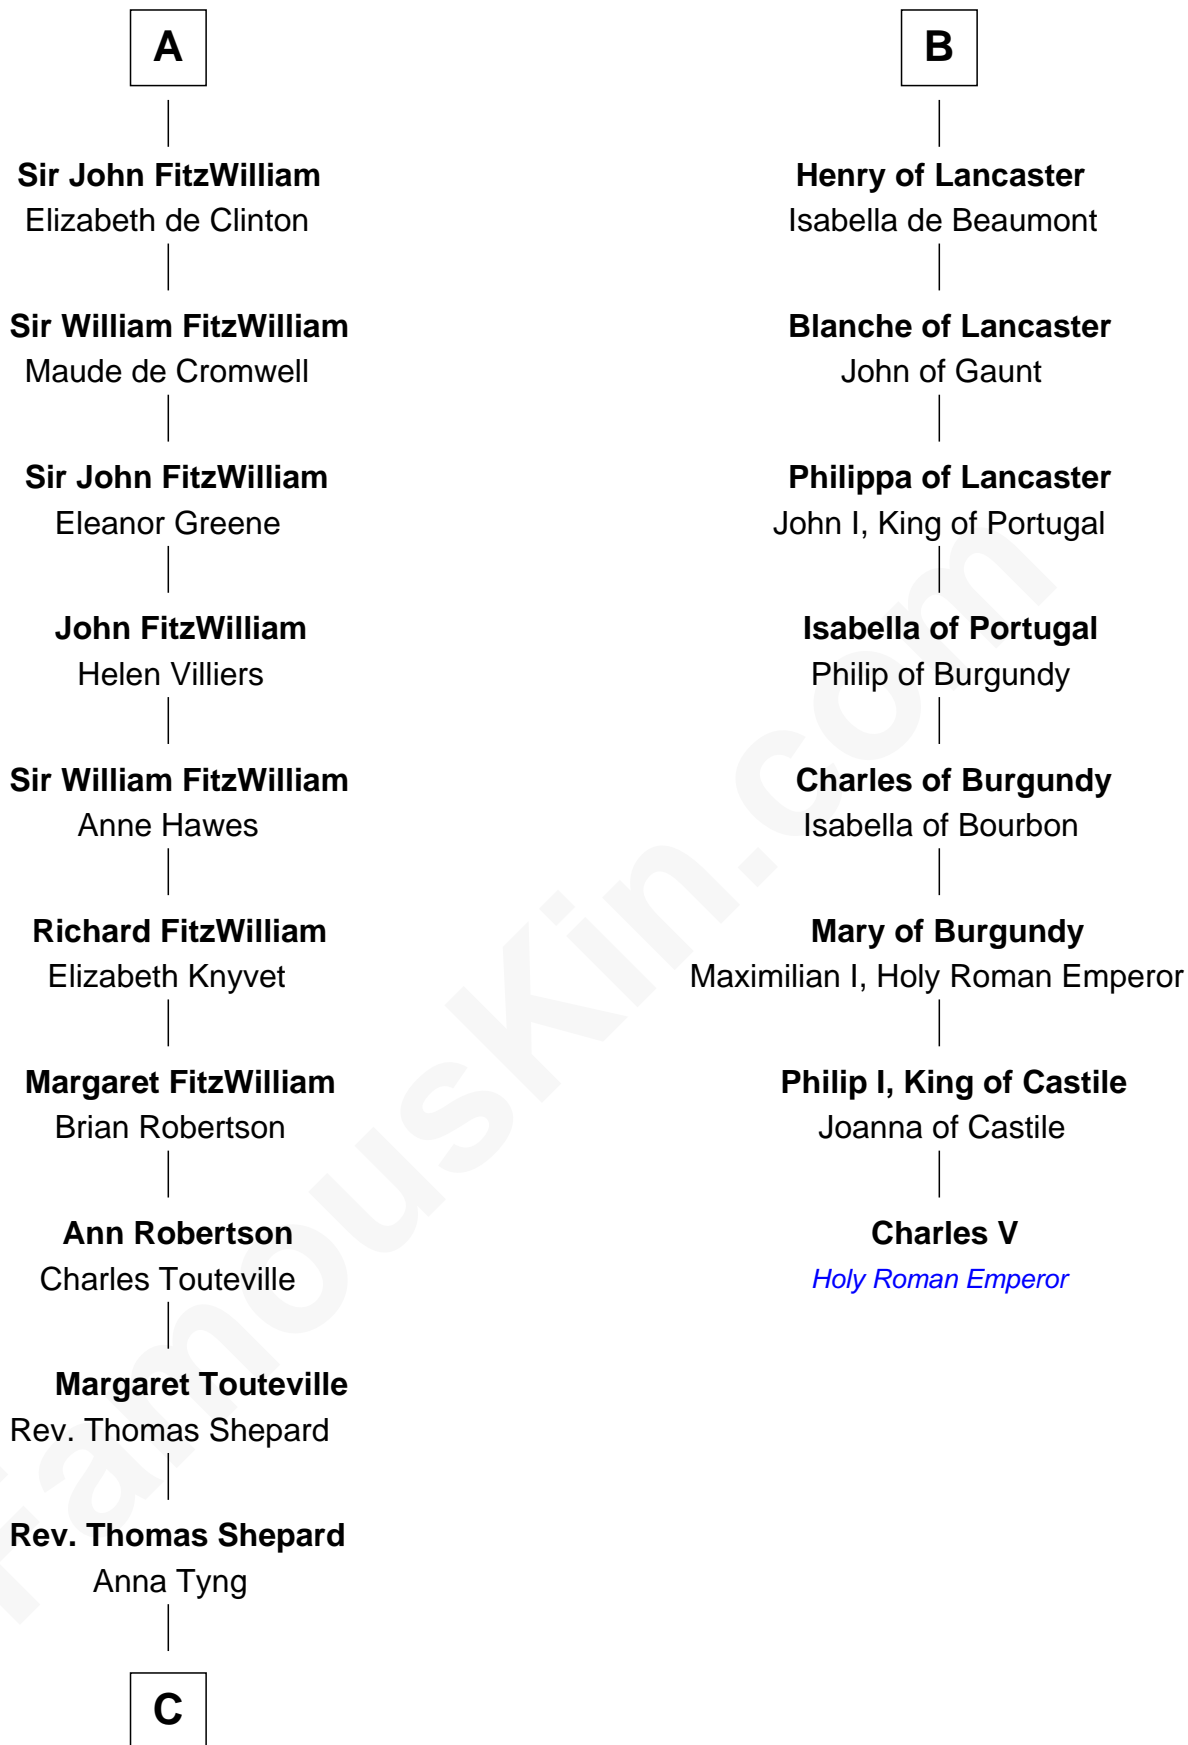 A
Sir John FitzWilliam
Elizabeth de Clinton
Sir William FitzWilliam
Maude de Cromwell
Sir John FitzWilliam
Eleanor Greene
John FitzWilliam
Helen Villiers
Sir William FitzWilliam
Anne Hawes
Richard FitzWilliam
Elizabeth Knyvet
Margaret FitzWilliam
Brian Robertson
Ann Robertson
Charles Touteville
Margaret Touteville
Rev. Thomas Shepard
Rev. Thomas Shepard
Anna Tyng
C
B
Henry of Lancaster
Isabella de Beaumont
Blanche of Lancaster
John of Gaunt
Philippa of Lancaster
John I, King of Portugal
Isabella of Portugal
Philip of Burgundy
Charles of Burgundy
Isabella of Bourbon
Mary of Burgundy
Maximilian I, Holy Roman Emperor
Philip I, King of Castile
Joanna of Castile
Charles V
Holy Roman Emperor
FamousKin.com